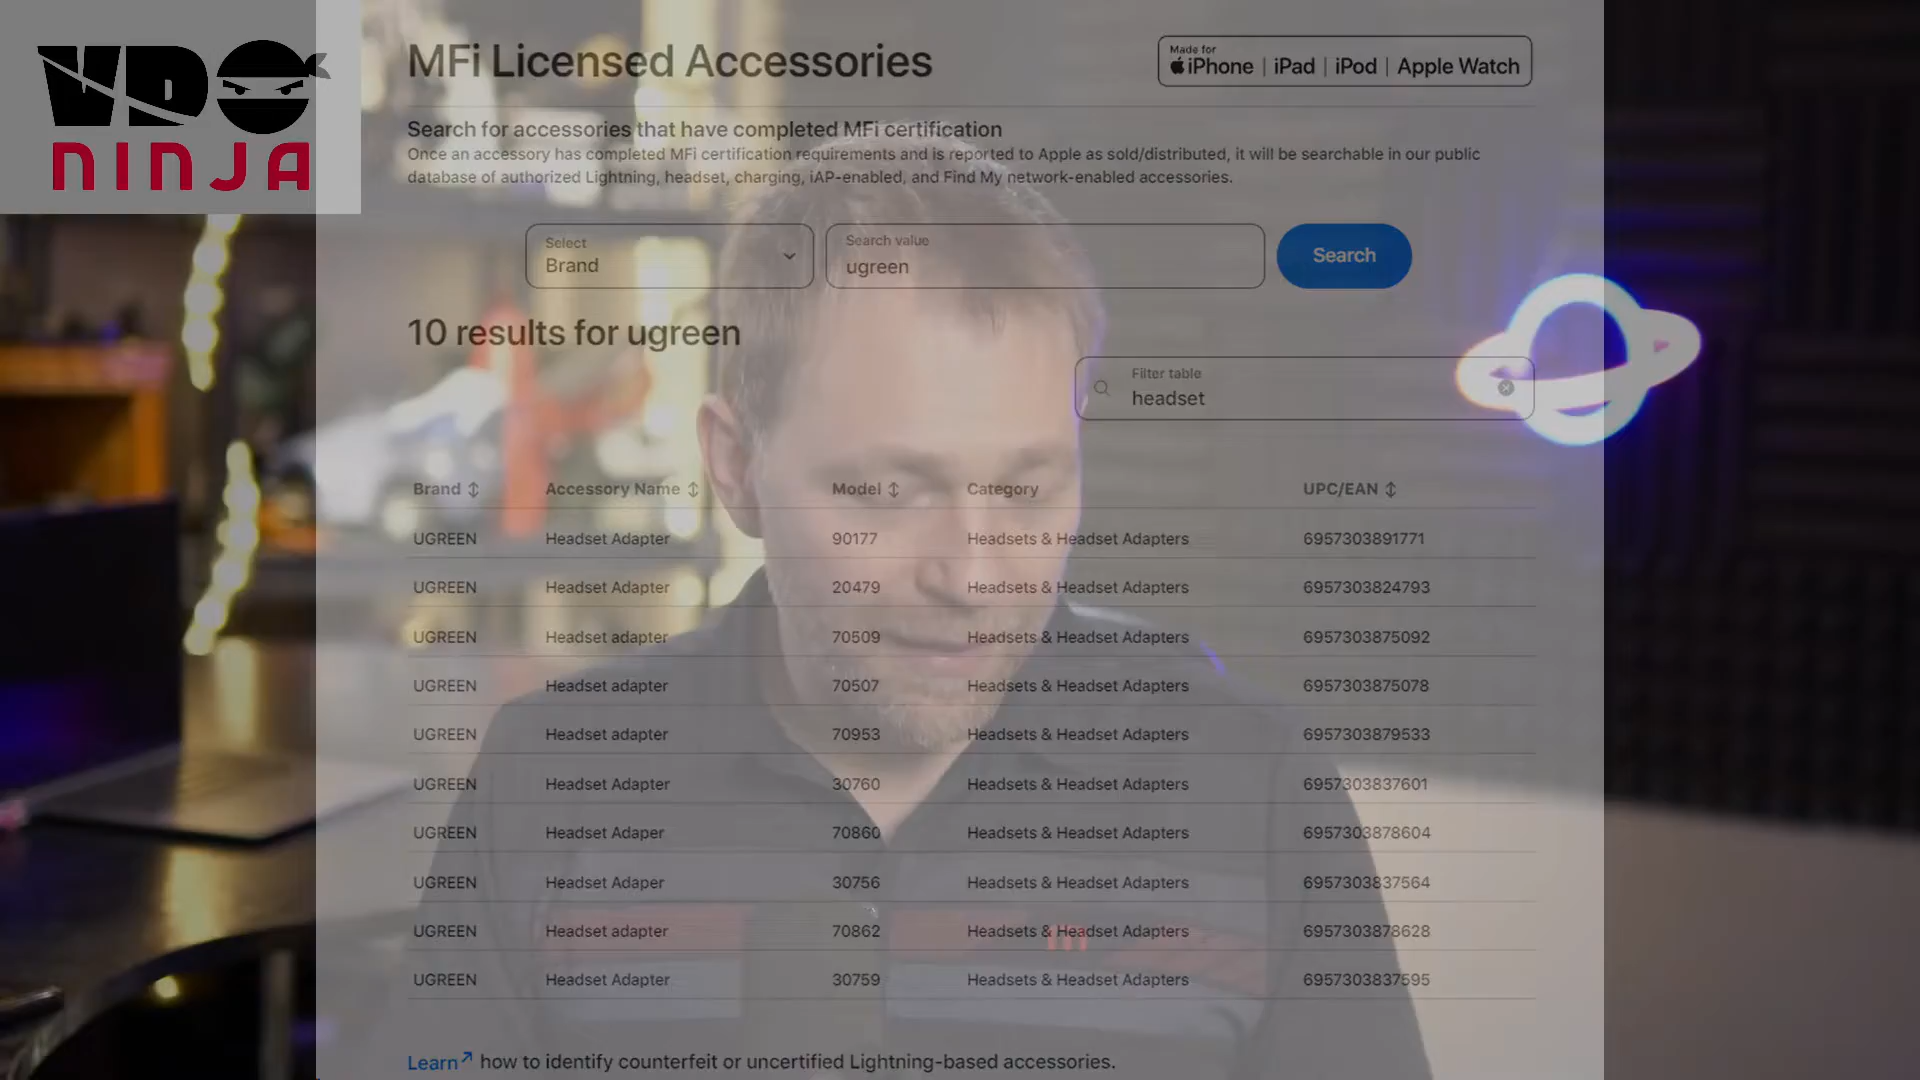 VDO
NINJA
MFi Licensed Accessories
Made for
iPhone | iPad | iPod | Apple Watch
Search for accessories that have completed MFi certification
Once an accessory has completed MFi certification requirements and is reported to Apple as sold/distributed, it will be searchable in our public
database of authorized Lightning, headset, charging, iAP-enabled, and Find My network-enabled accessories.
Select
Brand
Search value
ugreen
Search
10 results for ugreen
Filter table
headset
Brand Accessory Name Model Category UPC/EAN
UGREEN Headset Adapter 90177 Headsets & Headset Adapters 6957303891771
UGREEN Headset Adapter 20479 Headsets & Headset Adapters 6957303824793
UGREEN Headset adapter 70509 Headsets & Headset Adapters 6957303875092
UGREEN Headset adapter 70507 Headsets & Headset Adapters 6957303875078
UGREEN Headset adapter 70953 Headsets & Headset Adapters 6957303879533
UGREEN Headset Adapter 30760 Headsets & Headset Adapters 6957303837601
UGREEN Headset Adaper 70860 Headsets & Headset Adapters 6957303878604
UGREEN Headset Adaper 30756 Headsets & Headset Adapters 6957303837564
UGREEN Headset adapter 70862 Headsets & Headset Adapters 6957303878628
UGREEN Headset Adapter 30759 Headsets & Headset Adapters 6957303837595
Learn how to identify counterfeit or uncertified Lightning-based accessories.